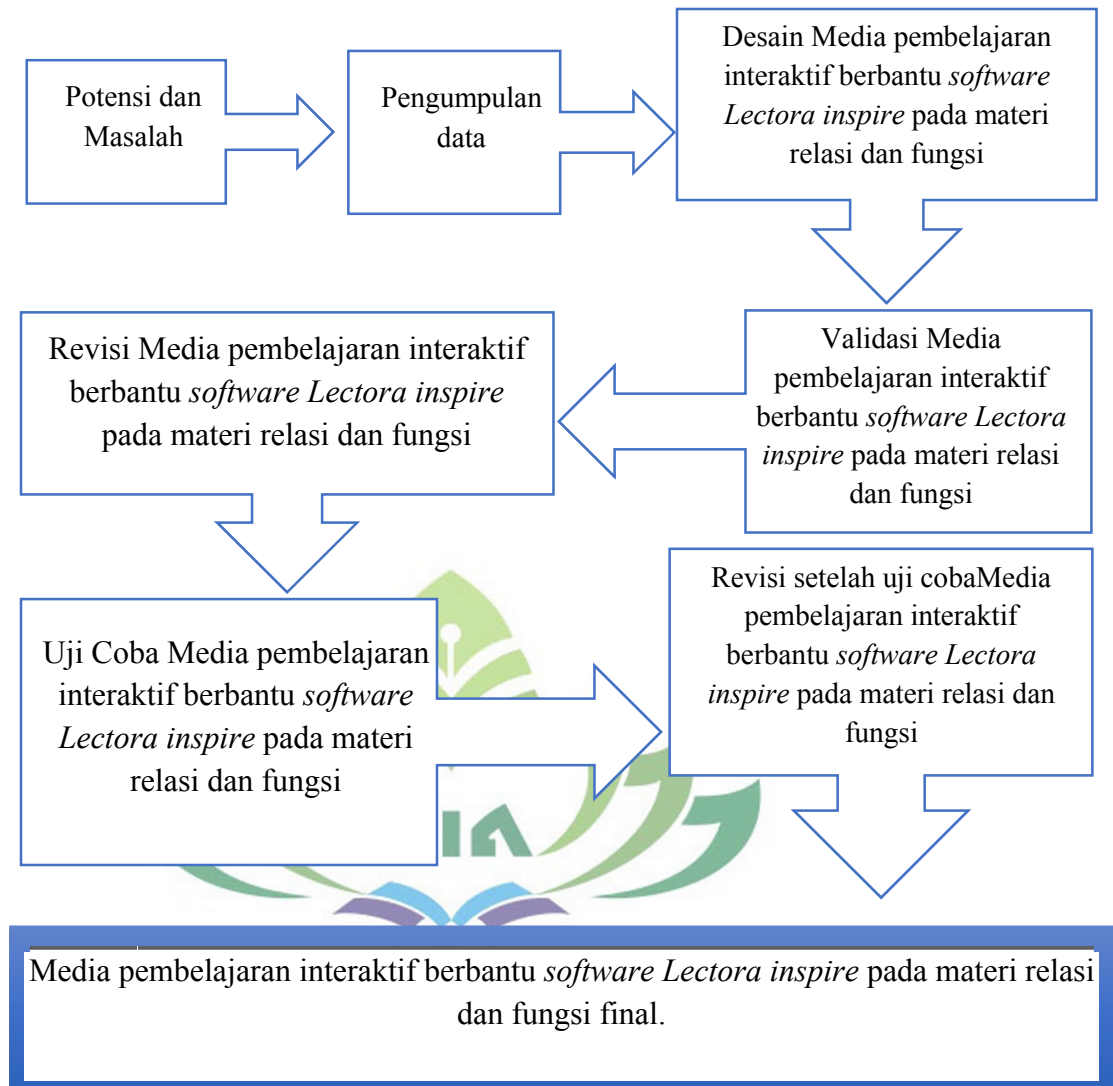 Potensi dan
Masalah
Pengumpulan
data
Desain Media pembelajaran
interaktif berbantu software
Lectora inspire pada materi
relasi dan fungsi
Validasi Media
pembelajaran interaktif
berbantu software Lectora
inspire pada materi relasi
dan fungsi
Revisi Media pembelajaran interaktif
berbantu software Lectora inspire
pada materi relasi dan fungsi
Uji Coba Media pembelajaran
interaktif berbantu software
Lectora inspire pada materi
relasi dan fungsi
Revisi setelah uji cobaMedia
pembelajaran interaktif
berbantu software Lectora
inspire pada materi relasi dan
fungsi
Media pembelajaran interaktif berbantu software Lectora inspire pada materi relasi
dan fungsi final.